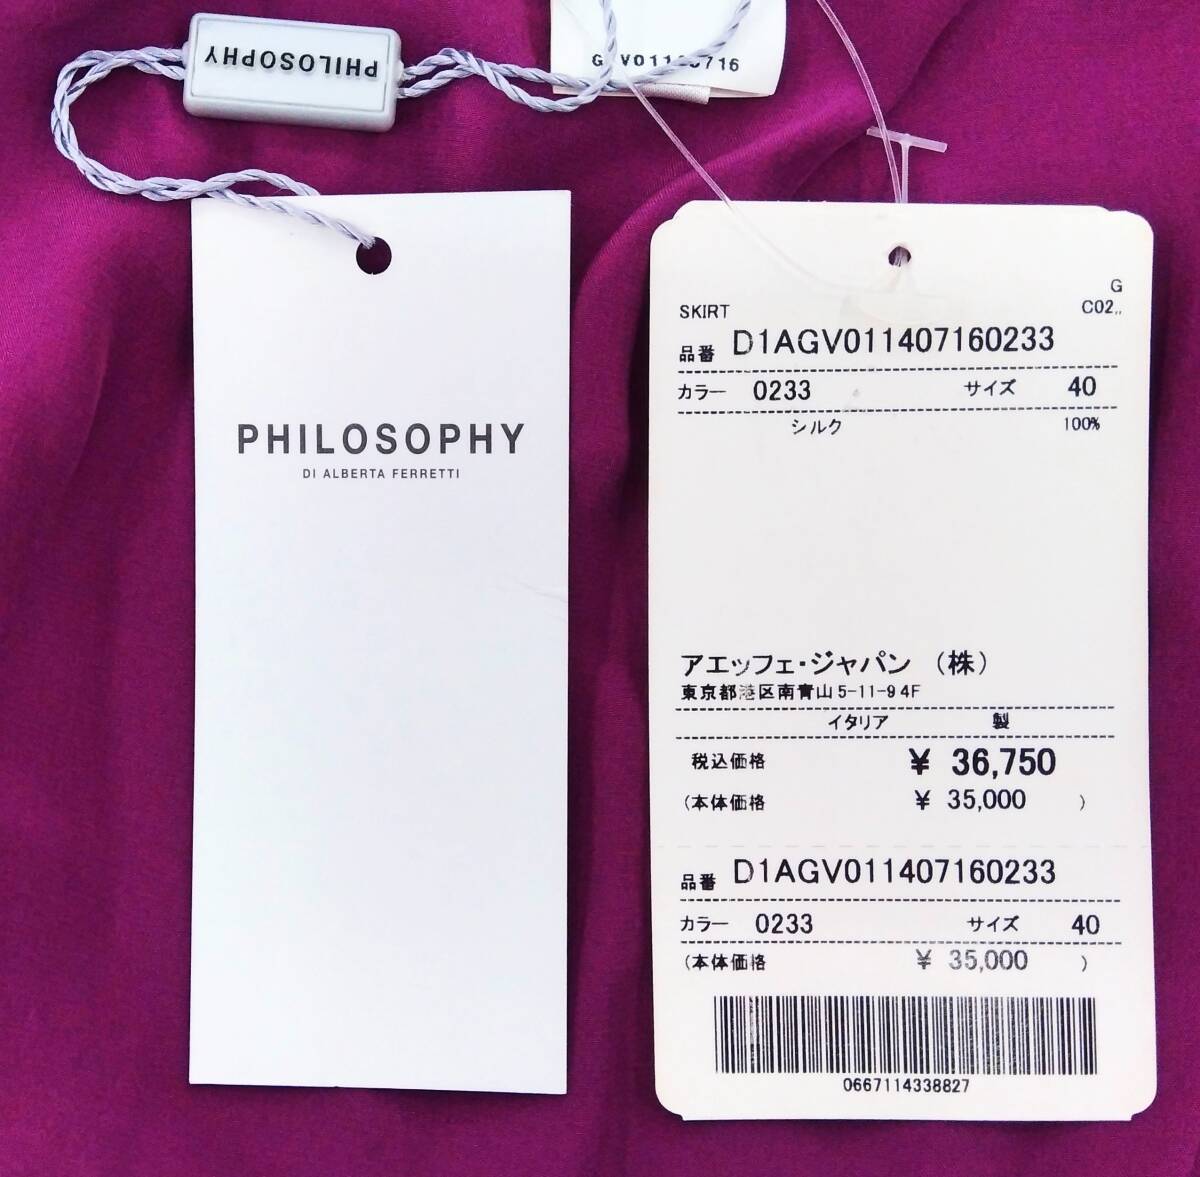 PHILOSOPHY
716
PHILOSOPHY
DI ALBERTA FERRETTI
G
SKIRT C02,,
品番 D1AGV011407160233
カラー 0233 サイズ 40
シルク 100%
アエッフェ・ジャパン （株）
東京都港区南青山5-11-9 4F
イタリア 製
税込価格 ¥ 36,750
（本体価格 ¥ 35,000 ）
品番 D1AGV011407160233
カラー 0233 サイズ 40
（本体価格 ¥ 35,000 ）
0667114338827